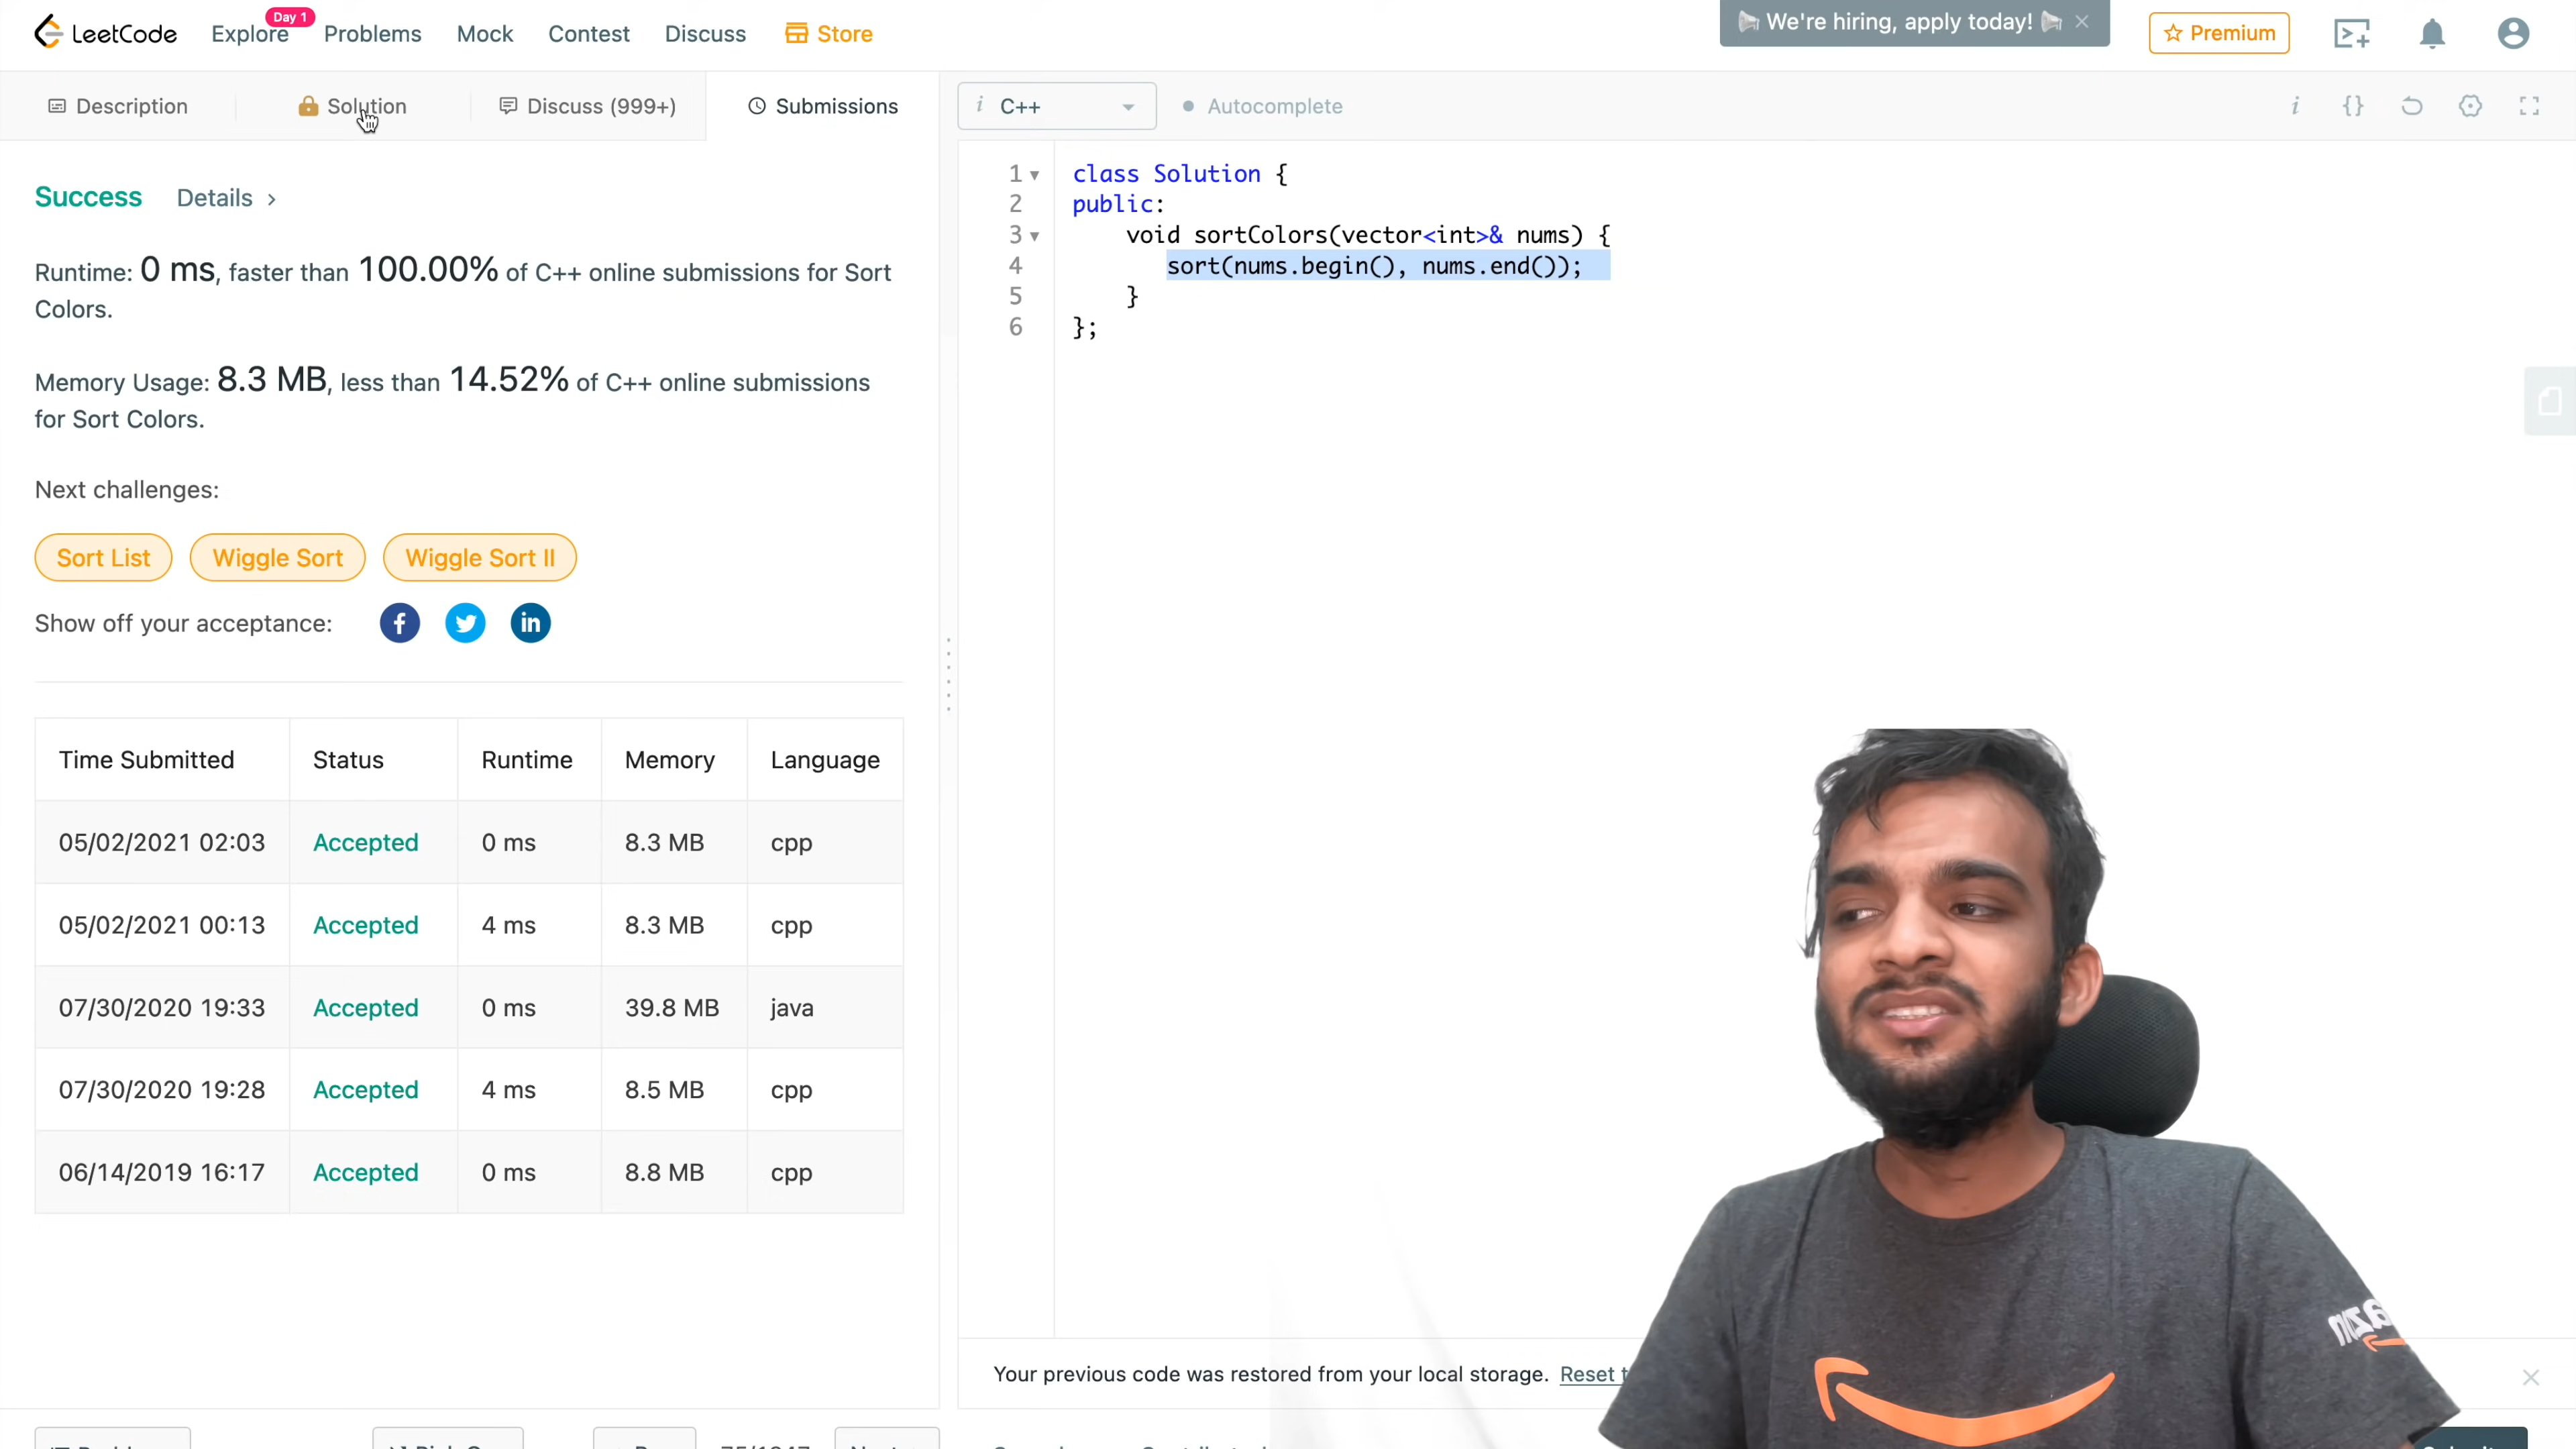 LeetCode Explore Day 1 Problems Mock Contest Discuss Store We're hiring, apply today! Premium
Description Solution Discuss (999+) Submissions i C++ Autocomplete i {}
Success Details >
Runtime: 0 ms, faster than 100.00% of C++ online submissions for Sort
Colors.
Memory Usage: 8.3 MB, less than 14.52% of C++ online submissions
for Sort Colors.
Next challenges:
Sort List Wiggle Sort Wiggle Sort II
Show off your acceptance:
Time Submitted Status Runtime Memory Language
05/02/2021 02:03 Accepted 0 ms 8.3 MB cpp
05/02/2021 00:13 Accepted 4 ms 8.3 MB cpp
07/30/2020 19:33 Accepted 0 ms 39.8 MB java
07/30/2020 19:28 Accepted 4 ms 8.5 MB cpp
06/14/2019 16:17 Accepted 0 ms 8.8 MB cpp
1 class Solution {
2 public:
3 void sortColors(vector<int>& nums) {
4 sort(nums.begin(), nums.end());
5 }
6 };
Your previous code was restored from your local storage. Reset